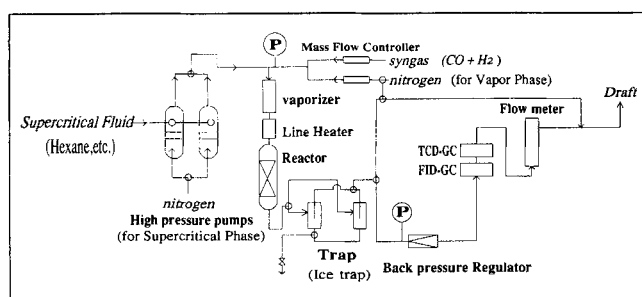 P
Mass Flow Controller
syngas (CO + H2)
nitrogen (for Vapor Phase)
Draft
Flow meter
vaporizer
Supercritical Fluid
(Hexane,etc.)
Line Heater
TCD-GC
FID-GC
Reactor
nitrogen
High pressure pumps
(for Supercritical Phase)
P
Trap
(Ice trap)
Back pressure Regulator